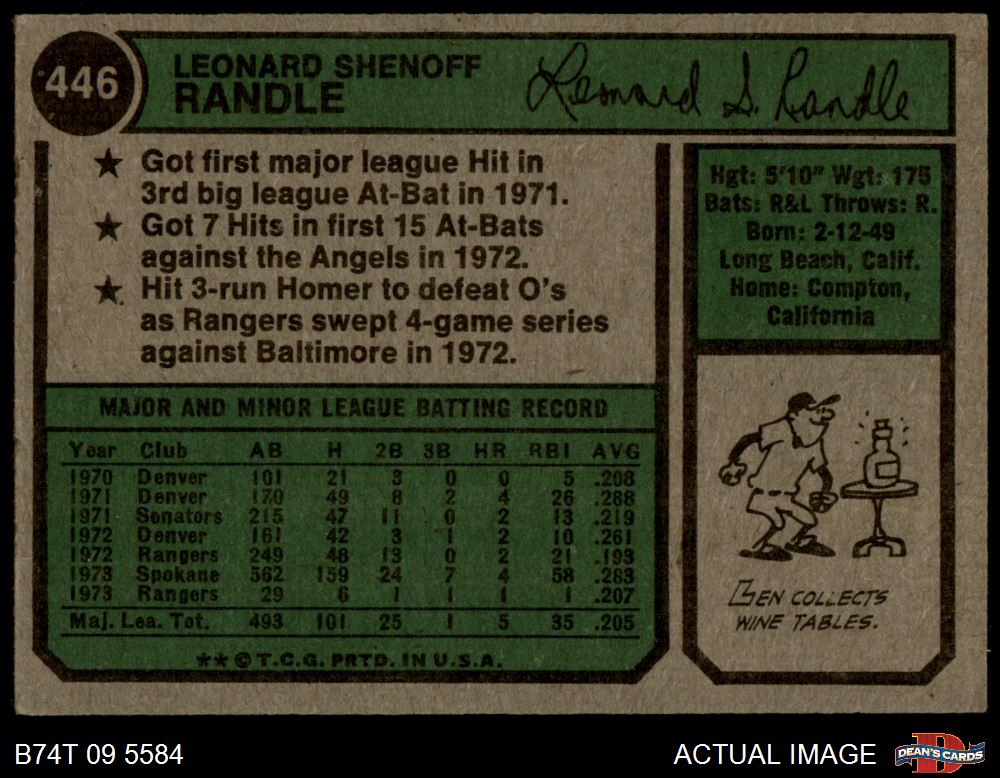 446
LEONARD SHENOFF
RANDLE
Leonard S. Randle
★ Got first major league Hit in
3rd big league At-Bat in 1971.
★ Got 7 Hits in first 15 At-Bats
against the Angels in 1972.
★ Hit 3-run Homer to defeat O's
as Rangers swept 4-game series
against Baltimore in 1972.
Hgt: 5'10" Wgt: 175
Bats: R&L Throws: R.
Born: 2-12-49
Long Beach, Calif.
Home: Compton,
California
MAJOR AND MINOR LEAGUE BATTING RECORD
Year Club AB H 2B 3B HR RBI AVG
1970 Denver 101 21 3 0 0 5 .208
1971 Denver 170 49 8 2 4 26 .288
1971 Senators 215 47 11 0 2 13 .219
1972 Denver 161 42 3 1 2 10 .261
1972 Rangers 249 48 13 0 2 21 .193
1973 Spokane 562 159 24 7 4 58 .283
1973 Rangers 29 6 1 1 1 1 .207
Maj. Lea. Tot. 493 101 25 1 5 35 .205
** © T.C.G. PRTD. IN U.S.A.
BEN COLLECTS
WINE TABLES.
B74T 09 5584
ACTUAL IMAGE
DEAN'S CARDS